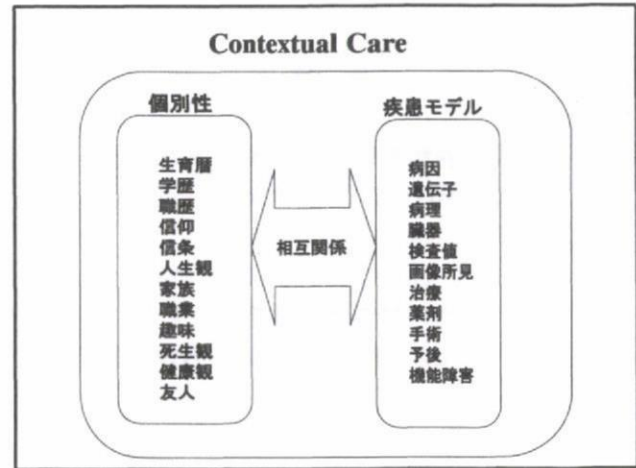 Contextual Care
個別性
生育暦
学歴
職歴
信仰
信条
人生観
家族
職業
趣味
死生観
健康観
友人
相互関係
疾患モデル
病因
遺伝子
病理
臓器
検査値
画像所見
治療
薬剤
手術
予後
機能障害